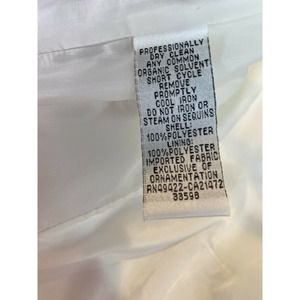 PROFESSIONALLY
DRY CLEAN
ANY COMMON
ORGANIC SOLVENT
SHORT CYCLE
REMOVE
PROMPTLY
COOL IRON
DO NOT IRON OR
STEAM ON SEQUINS
SHELL:
100%POLYESTER
LINING:
100%POLYESTER
IMPORTED FABRIC
EXCLUSIVE OF
ORNAMENTATION
RN49422-CA21472
33598